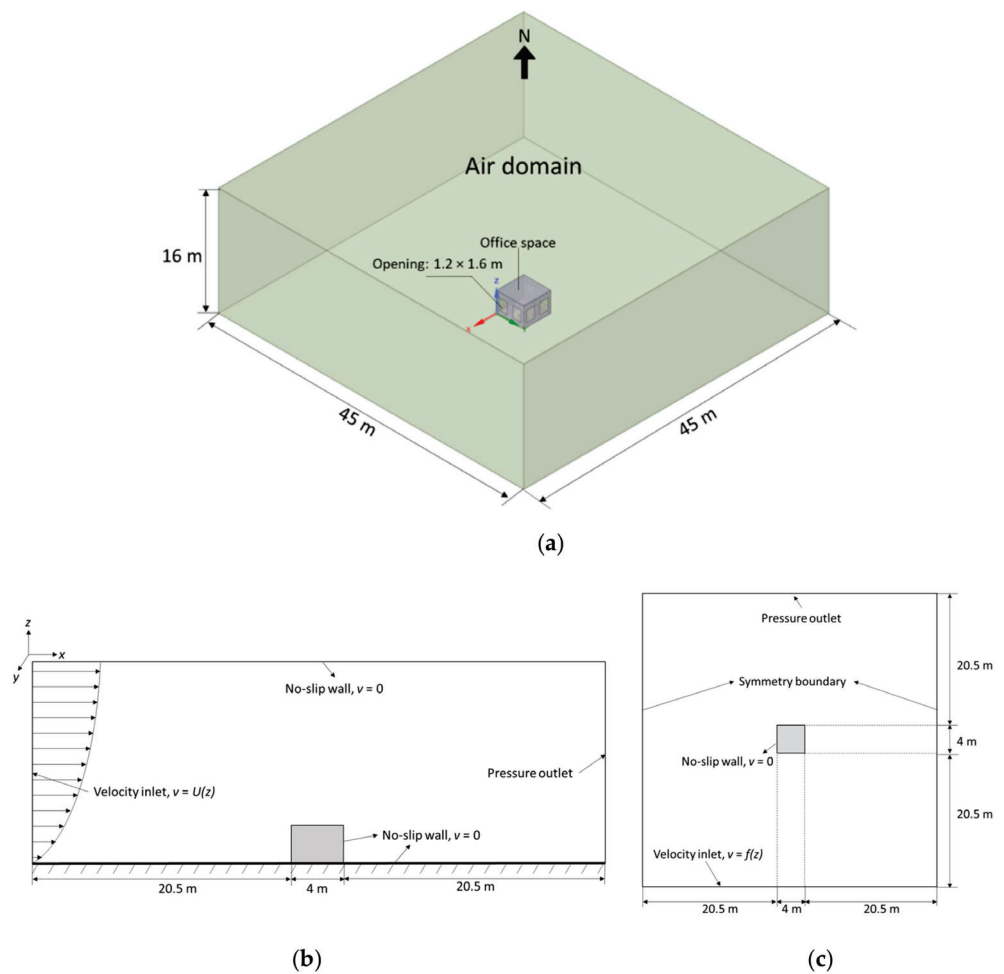 N
Air domain
Office space
Opening: 1.2 × 1.6 m
z
x
16 m
45 m
45 m
(a)
z
x
y
No-slip wall, v = 0
Pressure outlet
Velocity inlet, v = U(z)
No-slip wall, v = 0
20.5 m
4 m
20.5 m
(b)
Pressure outlet
20.5 m
Symmetry boundary
4 m
No-slip wall, v = 0
20.5 m
Velocity inlet, v = f(z)
20.5 m
4 m
20.5 m
(c)